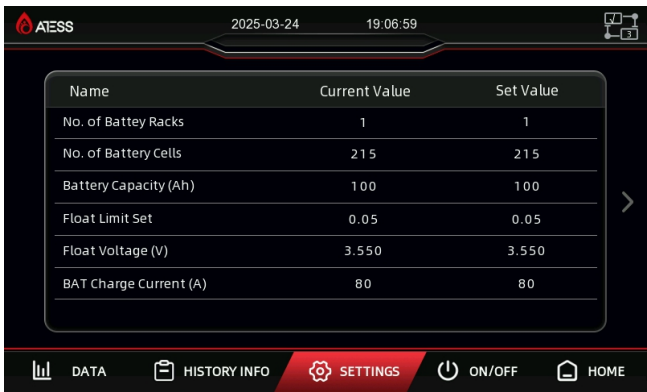 ATESS 2025-03-24 19:06:59
3
Name Current Value Set Value
No. of Battey Racks 1 1
No. of Battery Cells 215 215
Battery Capacity (Ah) 100 100
Float Limit Set 0.05 0.05
Float Voltage (V) 3.550 3.550
BAT Charge Current (A) 80 80
DATA HISTORY INFO SETTINGS ON/OFF HOME